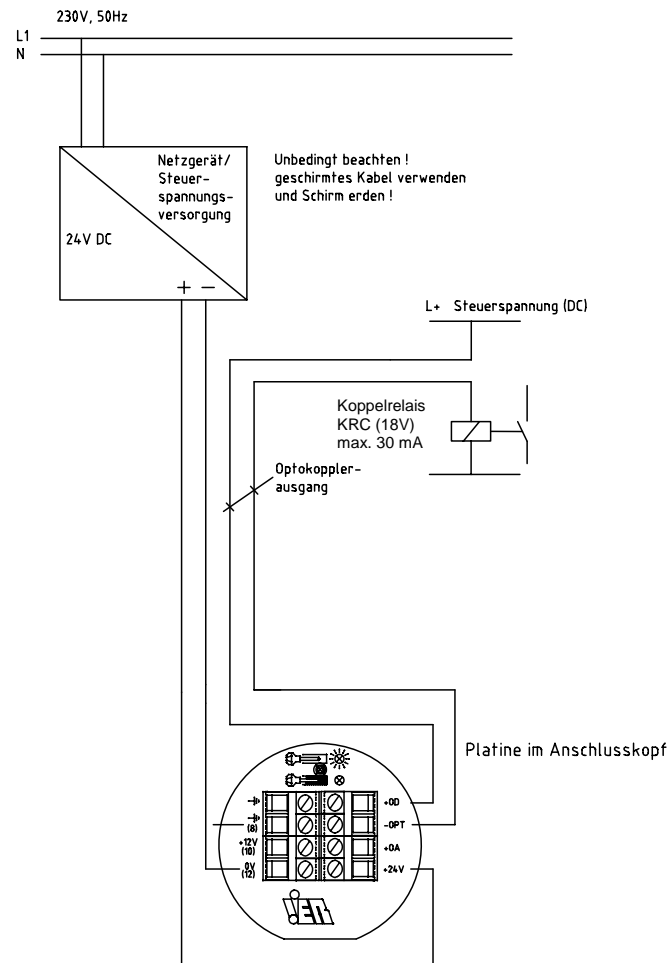 230V, 50Hz
L1
N
Netzgerät/
Steuer-
spannungs-
versorgung
24V DC
+ −
Unbedingt beachten !
geschirmtes Kabel verwenden
und Schirm erden !
L+ Steuerspannung (DC)
Koppelrelais
KRC (18V)
max. 30 mA
Optokoppler-
ausgang
Platine im Anschlusskopf
(8)
+12V
(10)
0V
(12)
+OD
-OPT
+OA
+24V